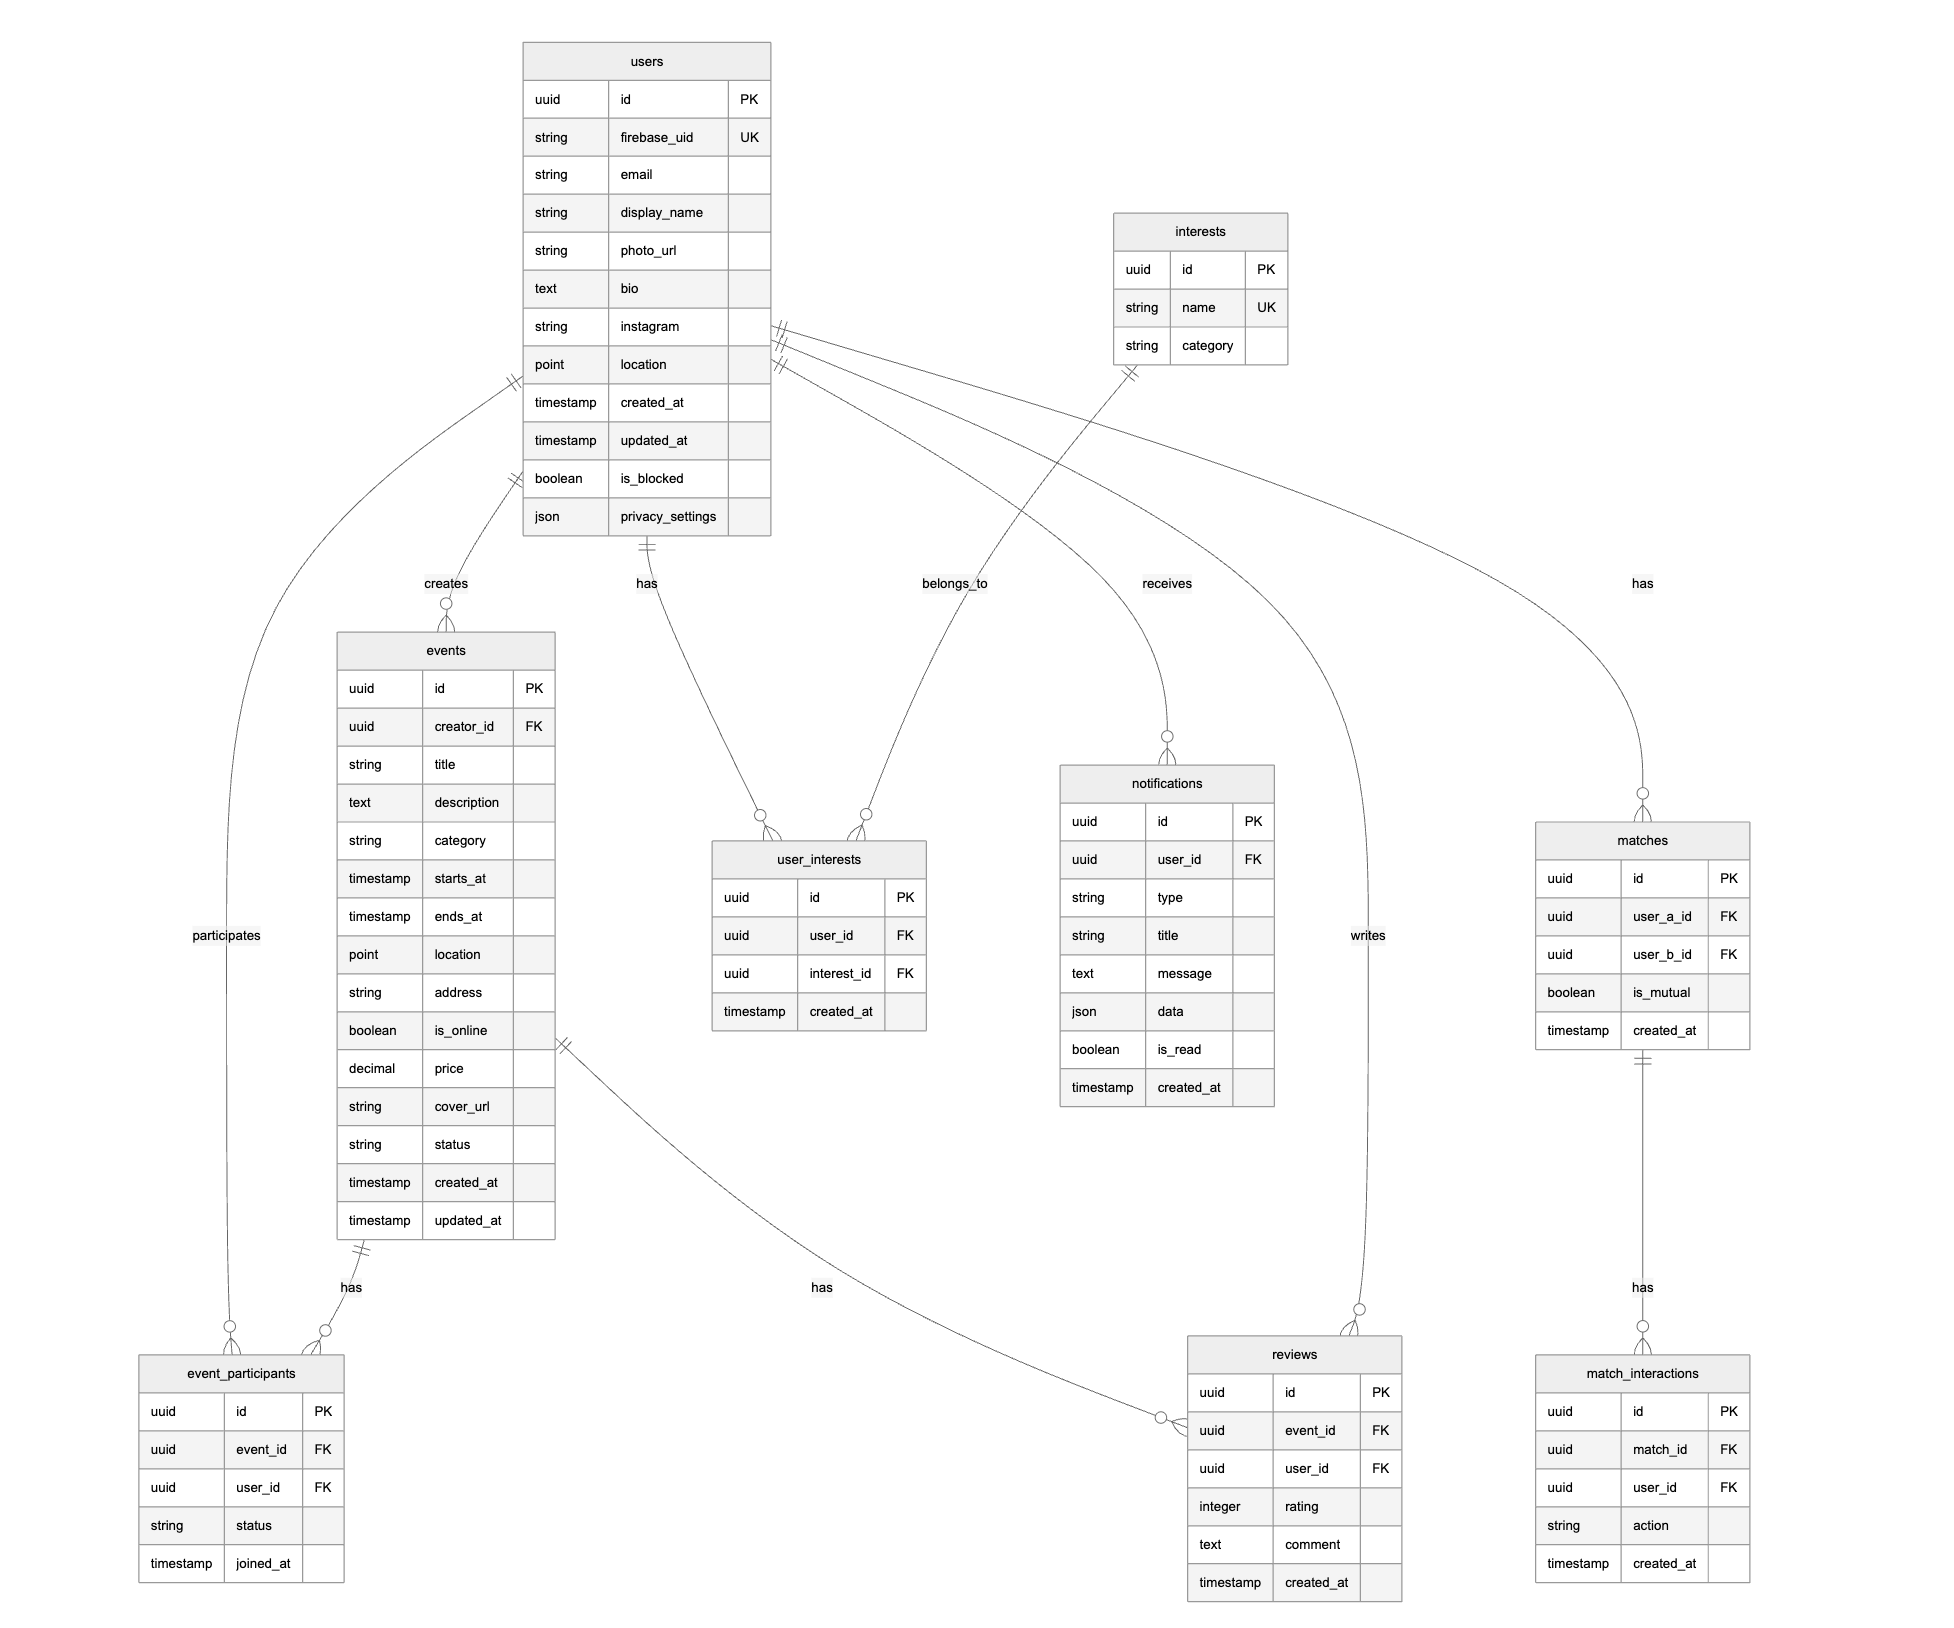 users
uuid id PK
string firebase_uid UK
string email
string display_name
string photo_url
text bio
string instagram
point location
timestamp created_at
timestamp updated_at
boolean is_blocked
json privacy_settings
interests
uuid id PK
string name UK
string category
creates
has
belongs_to
receives
has
events
uuid id PK
uuid creator_id FK
string title
text description
string category
timestamp starts_at
timestamp ends_at
point location
string address
boolean is_online
decimal price
string cover_url
string status
timestamp created_at
timestamp updated_at
user_interests
uuid id PK
uuid user_id FK
uuid interest_id FK
timestamp created_at
notifications
uuid id PK
uuid user_id FK
string type
string title
text message
json data
boolean is_read
timestamp created_at
matches
uuid id PK
uuid user_a_id FK
uuid user_b_id FK
boolean is_mutual
timestamp created_at
participates
writes
has
has
has
event_participants
uuid id PK
uuid event_id FK
uuid user_id FK
string status
timestamp joined_at
reviews
uuid id PK
uuid event_id FK
uuid user_id FK
integer rating
text comment
timestamp created_at
match_interactions
uuid id PK
uuid match_id FK
uuid user_id FK
string action
timestamp created_at